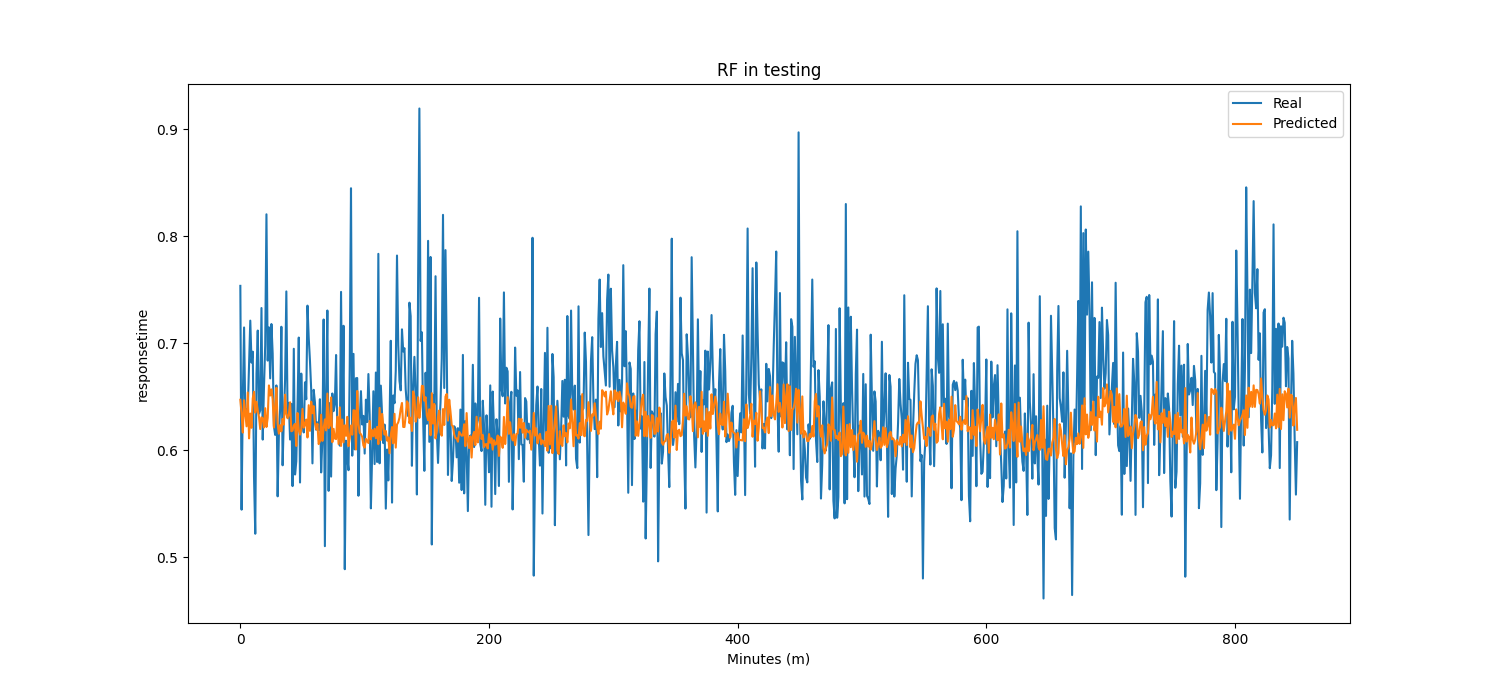 RF in testing
Real
Predicted
responsetime
0.9
0.8
0.7
0.6
0.5
0 200 400 600 800
Minutes (m)